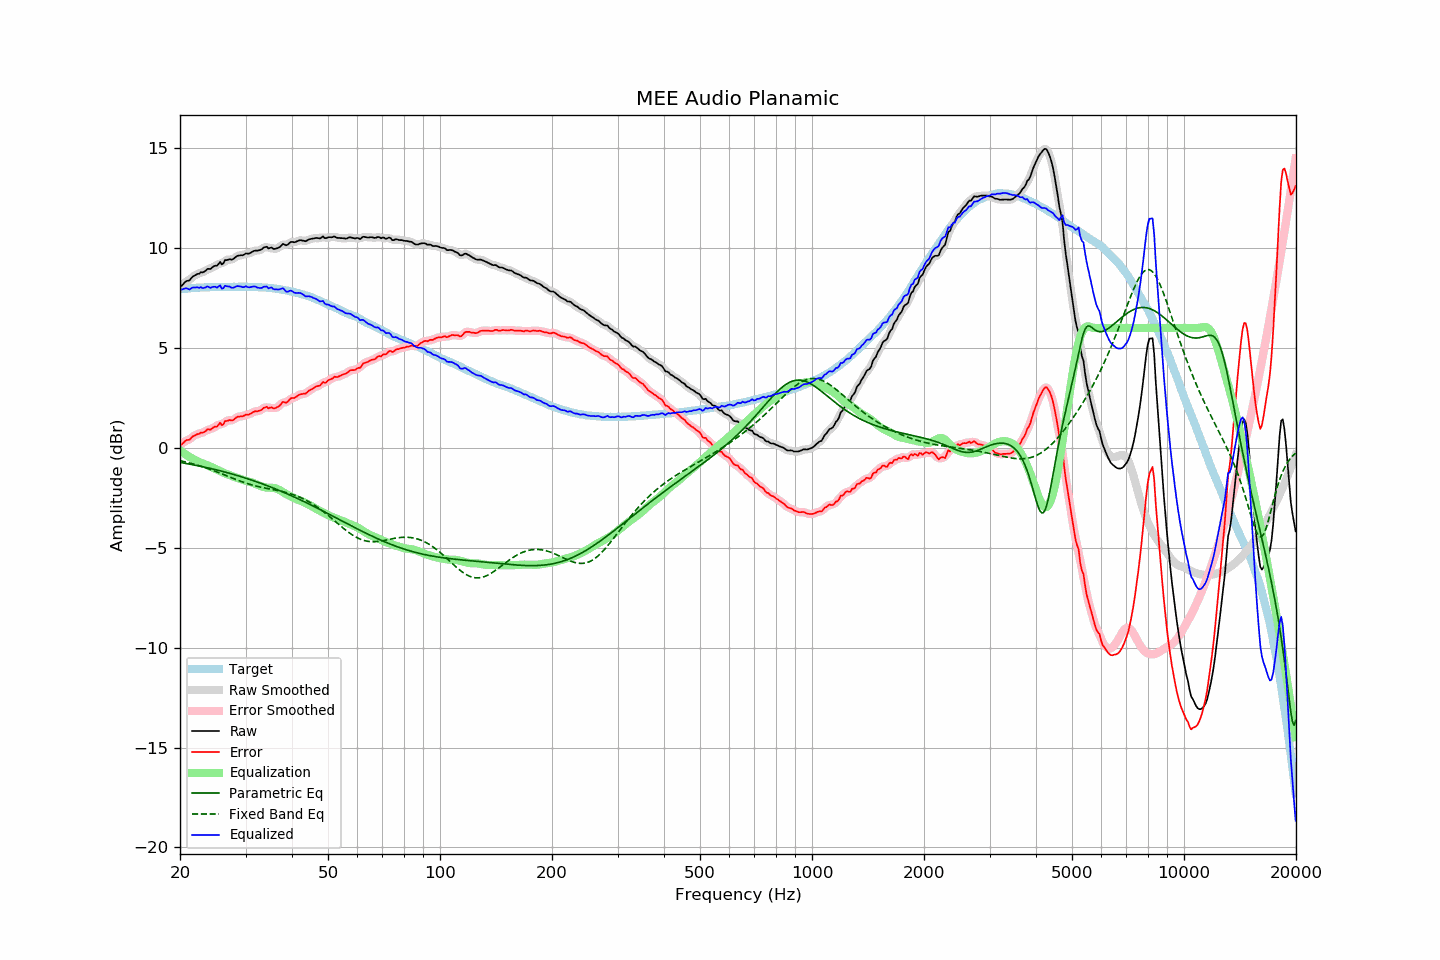 MEE Audio Planamic
15
10
5
0
−5
−10
−15
−20
Amplitude (dBr)
Target
Raw Smoothed
Error Smoothed
Raw
Error
Equalization
Parametric Eq
Fixed Band Eq
Equalized
20 50 100 200 500 1000 2000 5000 10000 20000
Frequency (Hz)